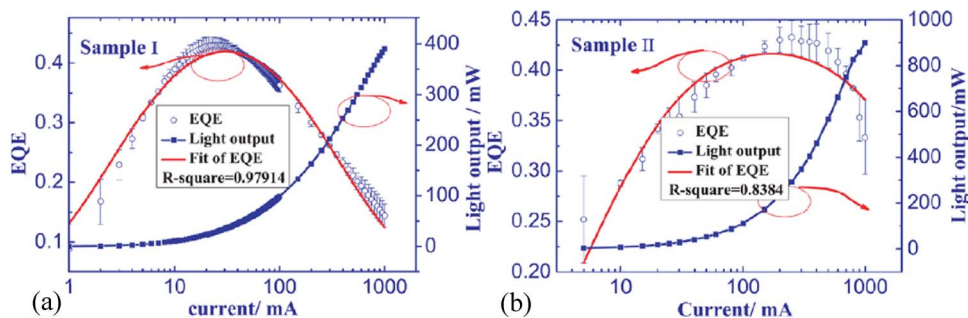 Sample I
EQE
0.4
0.3
0.2
0.1
EQE
Light output
Fit of EQE
R-square=0.97914
400
300
200
100
0
Light output / mW
1
10
100
1000
current/ mA
(a)
Sample II
EQE
0.45
0.40
0.35
0.30
0.25
0.20
EQE
Light output
Fit of EQE
R-square=0.8384
1000
800
600
400
200
0
Light output/mW
10
100
1000
Current/ mA
(b)